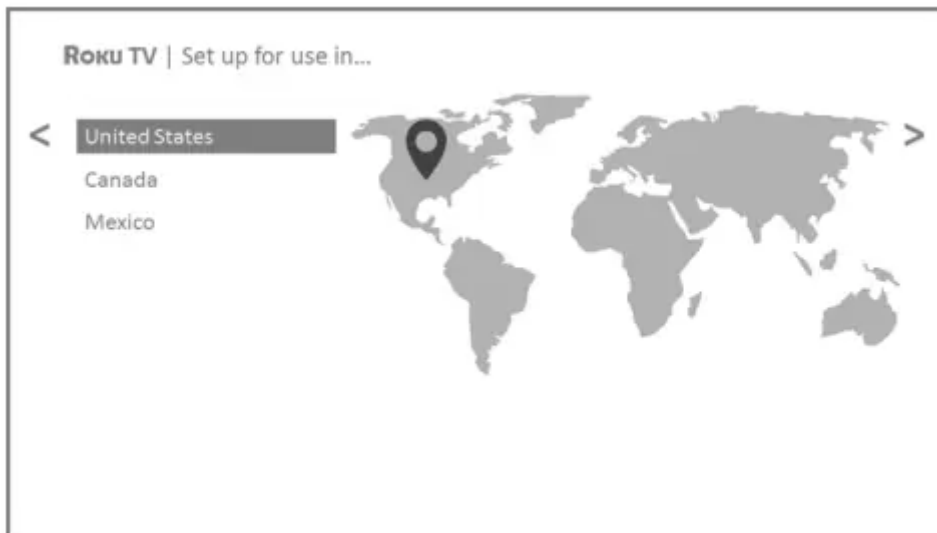 Roku TV | Set up for use in...
< United States >
Canada
Mexico